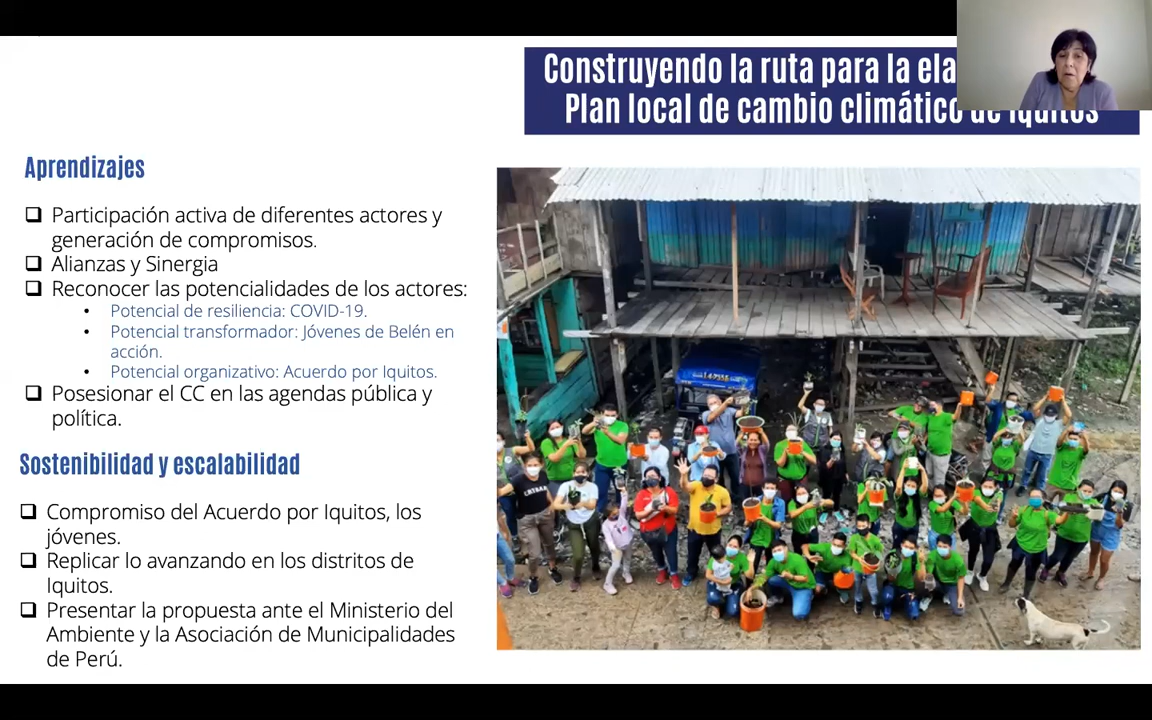 Construyendo la ruta para la
Plan local de cambio climático de Iquitos
Aprendizajes
Participación activa de diferentes actores y
generación de compromisos.
Alianzas y Sinergia
Reconocer las potencialidades de los actores:
Potencial de resiliencia: COVID-19.
Potencial transformador: Jóvenes de Belén en
acción.
Potencial organizativo: Acuerdo por Iquitos.
Posesionar el CC en las agendas pública y
política.
Sostenibilidad y escalabilidad
Compromiso del Acuerdo por Iquitos, los
jóvenes.
Replicar lo avanzando en los distritos de
Iquitos.
Presentar la propuesta ante el Ministerio del
Ambiente y la Asociación de Municipalidades
de Perú.